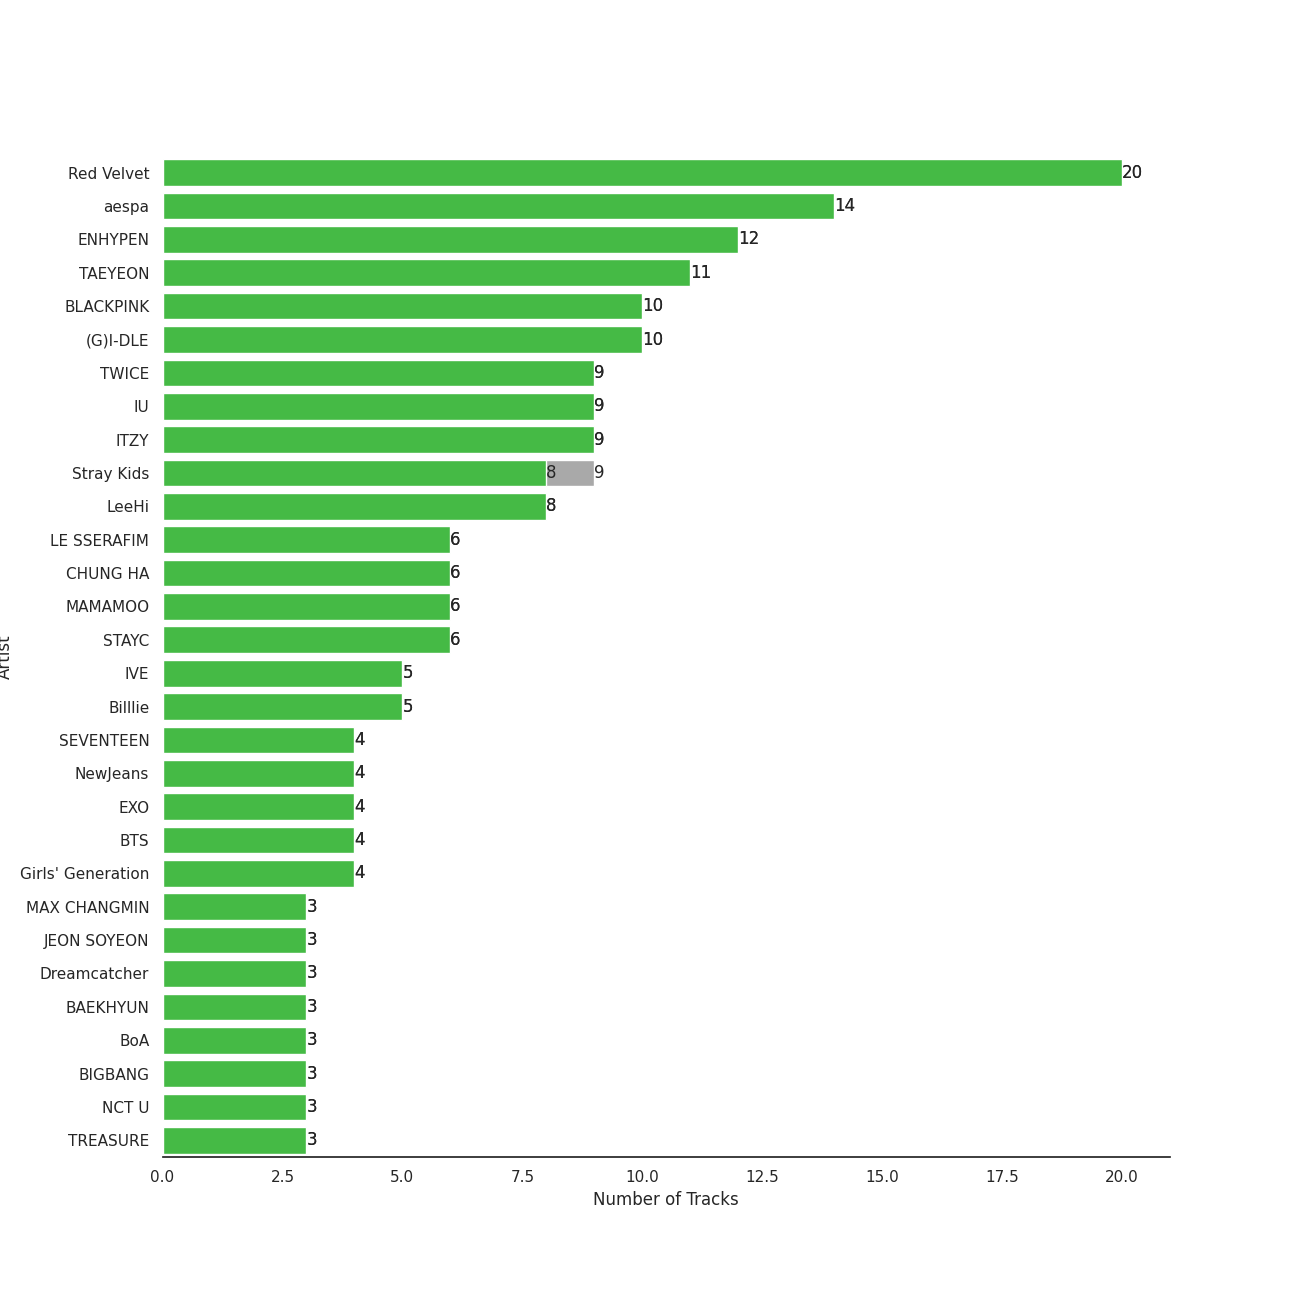 Red Velvet 20
aespa 14
ENHYPEN 12
TAEYEON 11
BLACKPINK 10
(G)I-DLE 10
TWICE 9
IU 9
ITZY 9
Stray Kids 8 9
LeeHi 8
LE SSERAFIM 6
CHUNG HA 6
MAMAMOO 6
STAYC 6
IVE 5
Billlie 5
SEVENTEEN 4
NewJeans 4
EXO 4
BTS 4
Girls' Generation 4
MAX CHANGMIN 3
JEON SOYEON 3
Dreamcatcher 3
BAEKHYUN 3
BoA 3
BIGBANG 3
NCT U 3
TREASURE 3
Artist
0.0 2.5 5.0 7.5 10.0 12.5 15.0 17.5 20.0
Number of Tracks